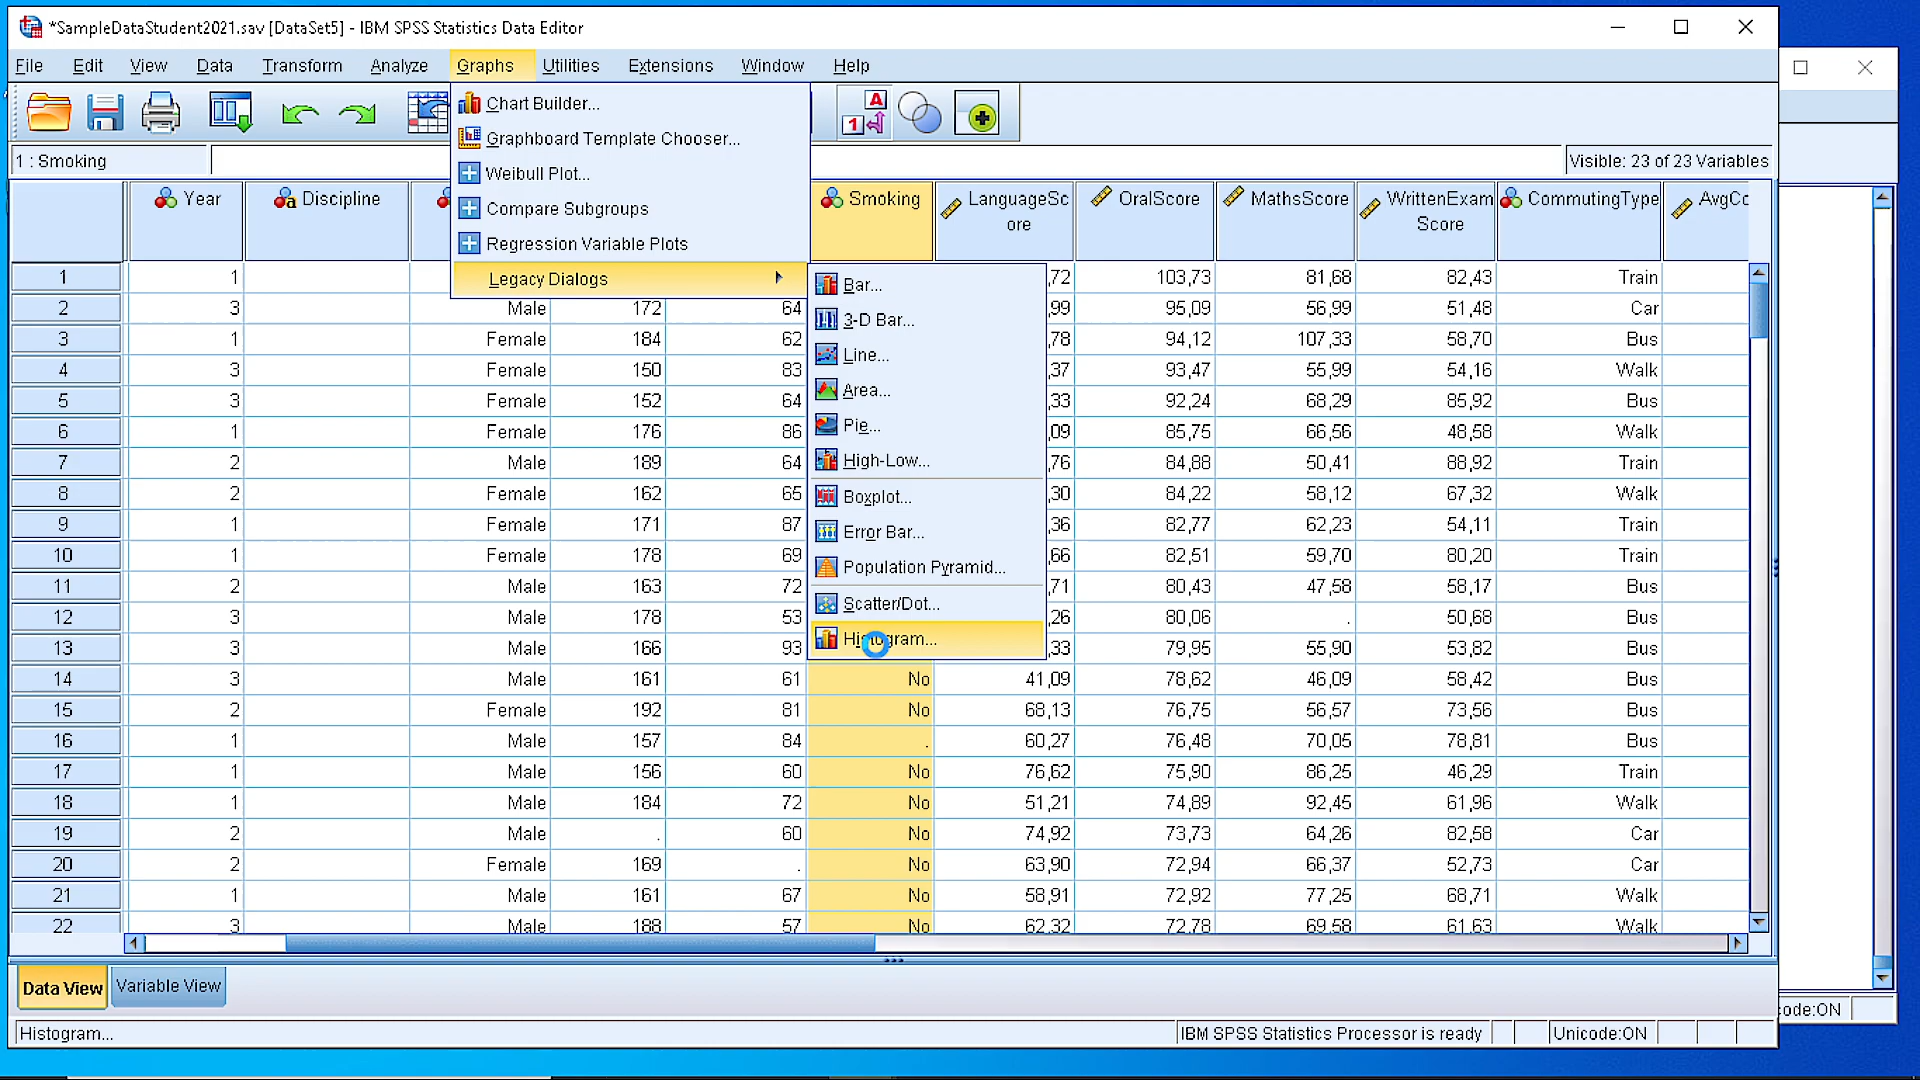 *SampleDataStudent2021.sav [DataSet5] - IBM SPSS Statistics Data Editor
File Edit View Data Transform Analyze Graphs Utilities Extensions Window Help
Chart Builder...
Graphboard Template Chooser...
Weibull Plot...
Compare Subgroups
Regression Variable Plots
Legacy Dialogs
Bar...
3-D Bar...
Line...
Area...
Pie...
High-Low...
Boxplot...
Error Bar...
Population Pyramid...
Scatter/Dot...
Histogram...
1 : Smoking
Visible: 23 of 23 Variables
Year Discipline Smoking LanguageSc OralScore MathsScore WrittenExam CommutingType AvgCc
ore Score
1 1 ,72 103,73 81,68 82,43 Train
2 3 Male 172 64 ,99 95,09 56,99 51,48 Car
3 1 Female 184 62 ,78 94,12 107,33 58,70 Bus
4 3 Female 150 83 ,37 93,47 55,99 54,16 Walk
5 3 Female 152 64 ,33 92,24 68,29 85,92 Bus
6 1 Female 176 86 ,09 85,75 66,56 48,58 Walk
7 2 Male 189 64 ,76 84,88 50,41 88,92 Train
8 2 Female 162 65 ,30 84,22 58,12 67,32 Walk
9 1 Female 171 87 ,36 82,77 62,23 54,11 Train
10 1 Female 178 69 ,66 82,51 59,70 80,20 Train
11 2 Male 163 72 ,71 80,43 47,58 58,17 Bus
12 3 Male 178 53 ,26 80,06 . 50,68 Bus
13 3 Male 166 93 ,33 79,95 55,90 53,82 Bus
14 3 Male 161 61 No 41,09 78,62 46,09 58,42 Bus
15 2 Female 192 81 No 68,13 76,75 56,57 73,56 Bus
16 1 Male 157 84 . 60,27 76,48 70,05 78,81 Bus
17 1 Male 156 60 No 76,62 75,90 86,25 46,29 Train
18 1 Male 184 72 No 51,21 74,89 92,45 61,96 Walk
19 2 Male . 60 No 74,92 73,73 64,26 82,58 Car
20 2 Female 169 . No 63,90 72,94 66,37 52,73 Car
21 1 Male 161 67 No 58,91 72,92 77,25 68,71 Walk
22 3 Male 188 57 No 62,32 72,78 69,58 61,63 Walk
Data View Variable View
Histogram... IBM SPSS Statistics Processor is ready Unicode:ON
code:ON